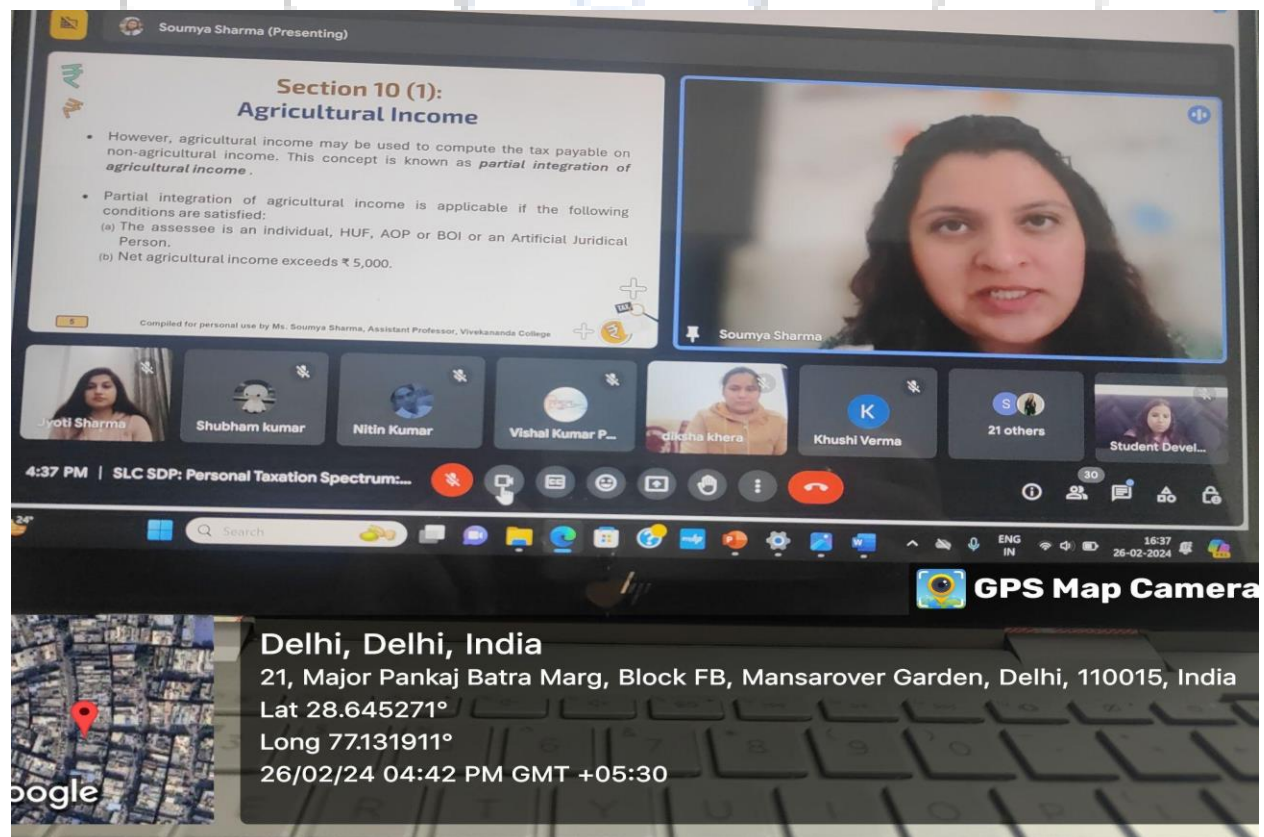 Soumya Sharma (Presenting)
Section 10 (1):
Agricultural Income
• However, agricultural income may be used to compute the tax payable on
non-agricultural income. This concept is known as partial integration of
agricultural income .
• Partial integration of agricultural income is applicable if the following
conditions are satisfied:
(a) The assessee is an individual, HUF, AOP or BOI or an Artificial Juridical
Person.
(b) Net agricultural income exceeds ₹ 5,000.
5
Compiled for personal use by Ms. Soumya Sharma, Assistant Professor, Vivekananda College
TAX
Soumya Sharma
Jyoti Sharma
Shubham kumar
Nitin Kumar
Vishal Kumar P...
diksha khera
K
Khushi Verma
S
21 others
Student Devel...
4:37 PM | SLC SDP: Personal Taxation Spectrum:...
30
24°
Search
ENG
IN
16:37
26-02-2024
GPS Map Camera
Delhi, Delhi, India
21, Major Pankaj Batra Marg, Block FB, Mansarover Garden, Delhi, 110015, India
Lat 28.645271°
Long 77.131911°
26/02/24 04:42 PM GMT +05:30
oogle